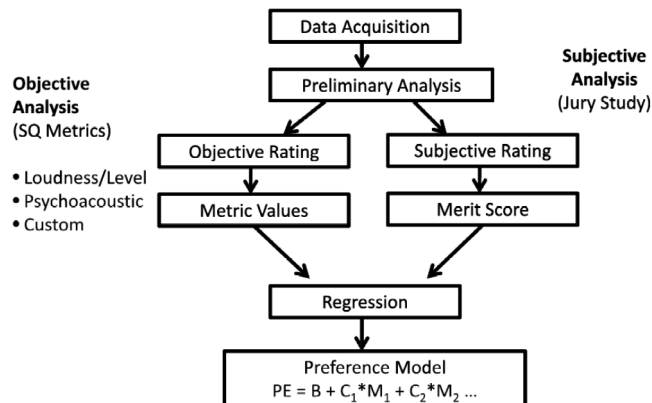 Data Acquisition
Preliminary Analysis
Objective
Analysis
(SQ Metrics)
• Loudness/Level
• Psychoacoustic
• Custom
Subjective
Analysis
(Jury Study)
Objective Rating
Subjective Rating
Metric Values
Merit Score
Regression
Preference Model
PE = B + C₁*M₁ + C₂*M₂ ...